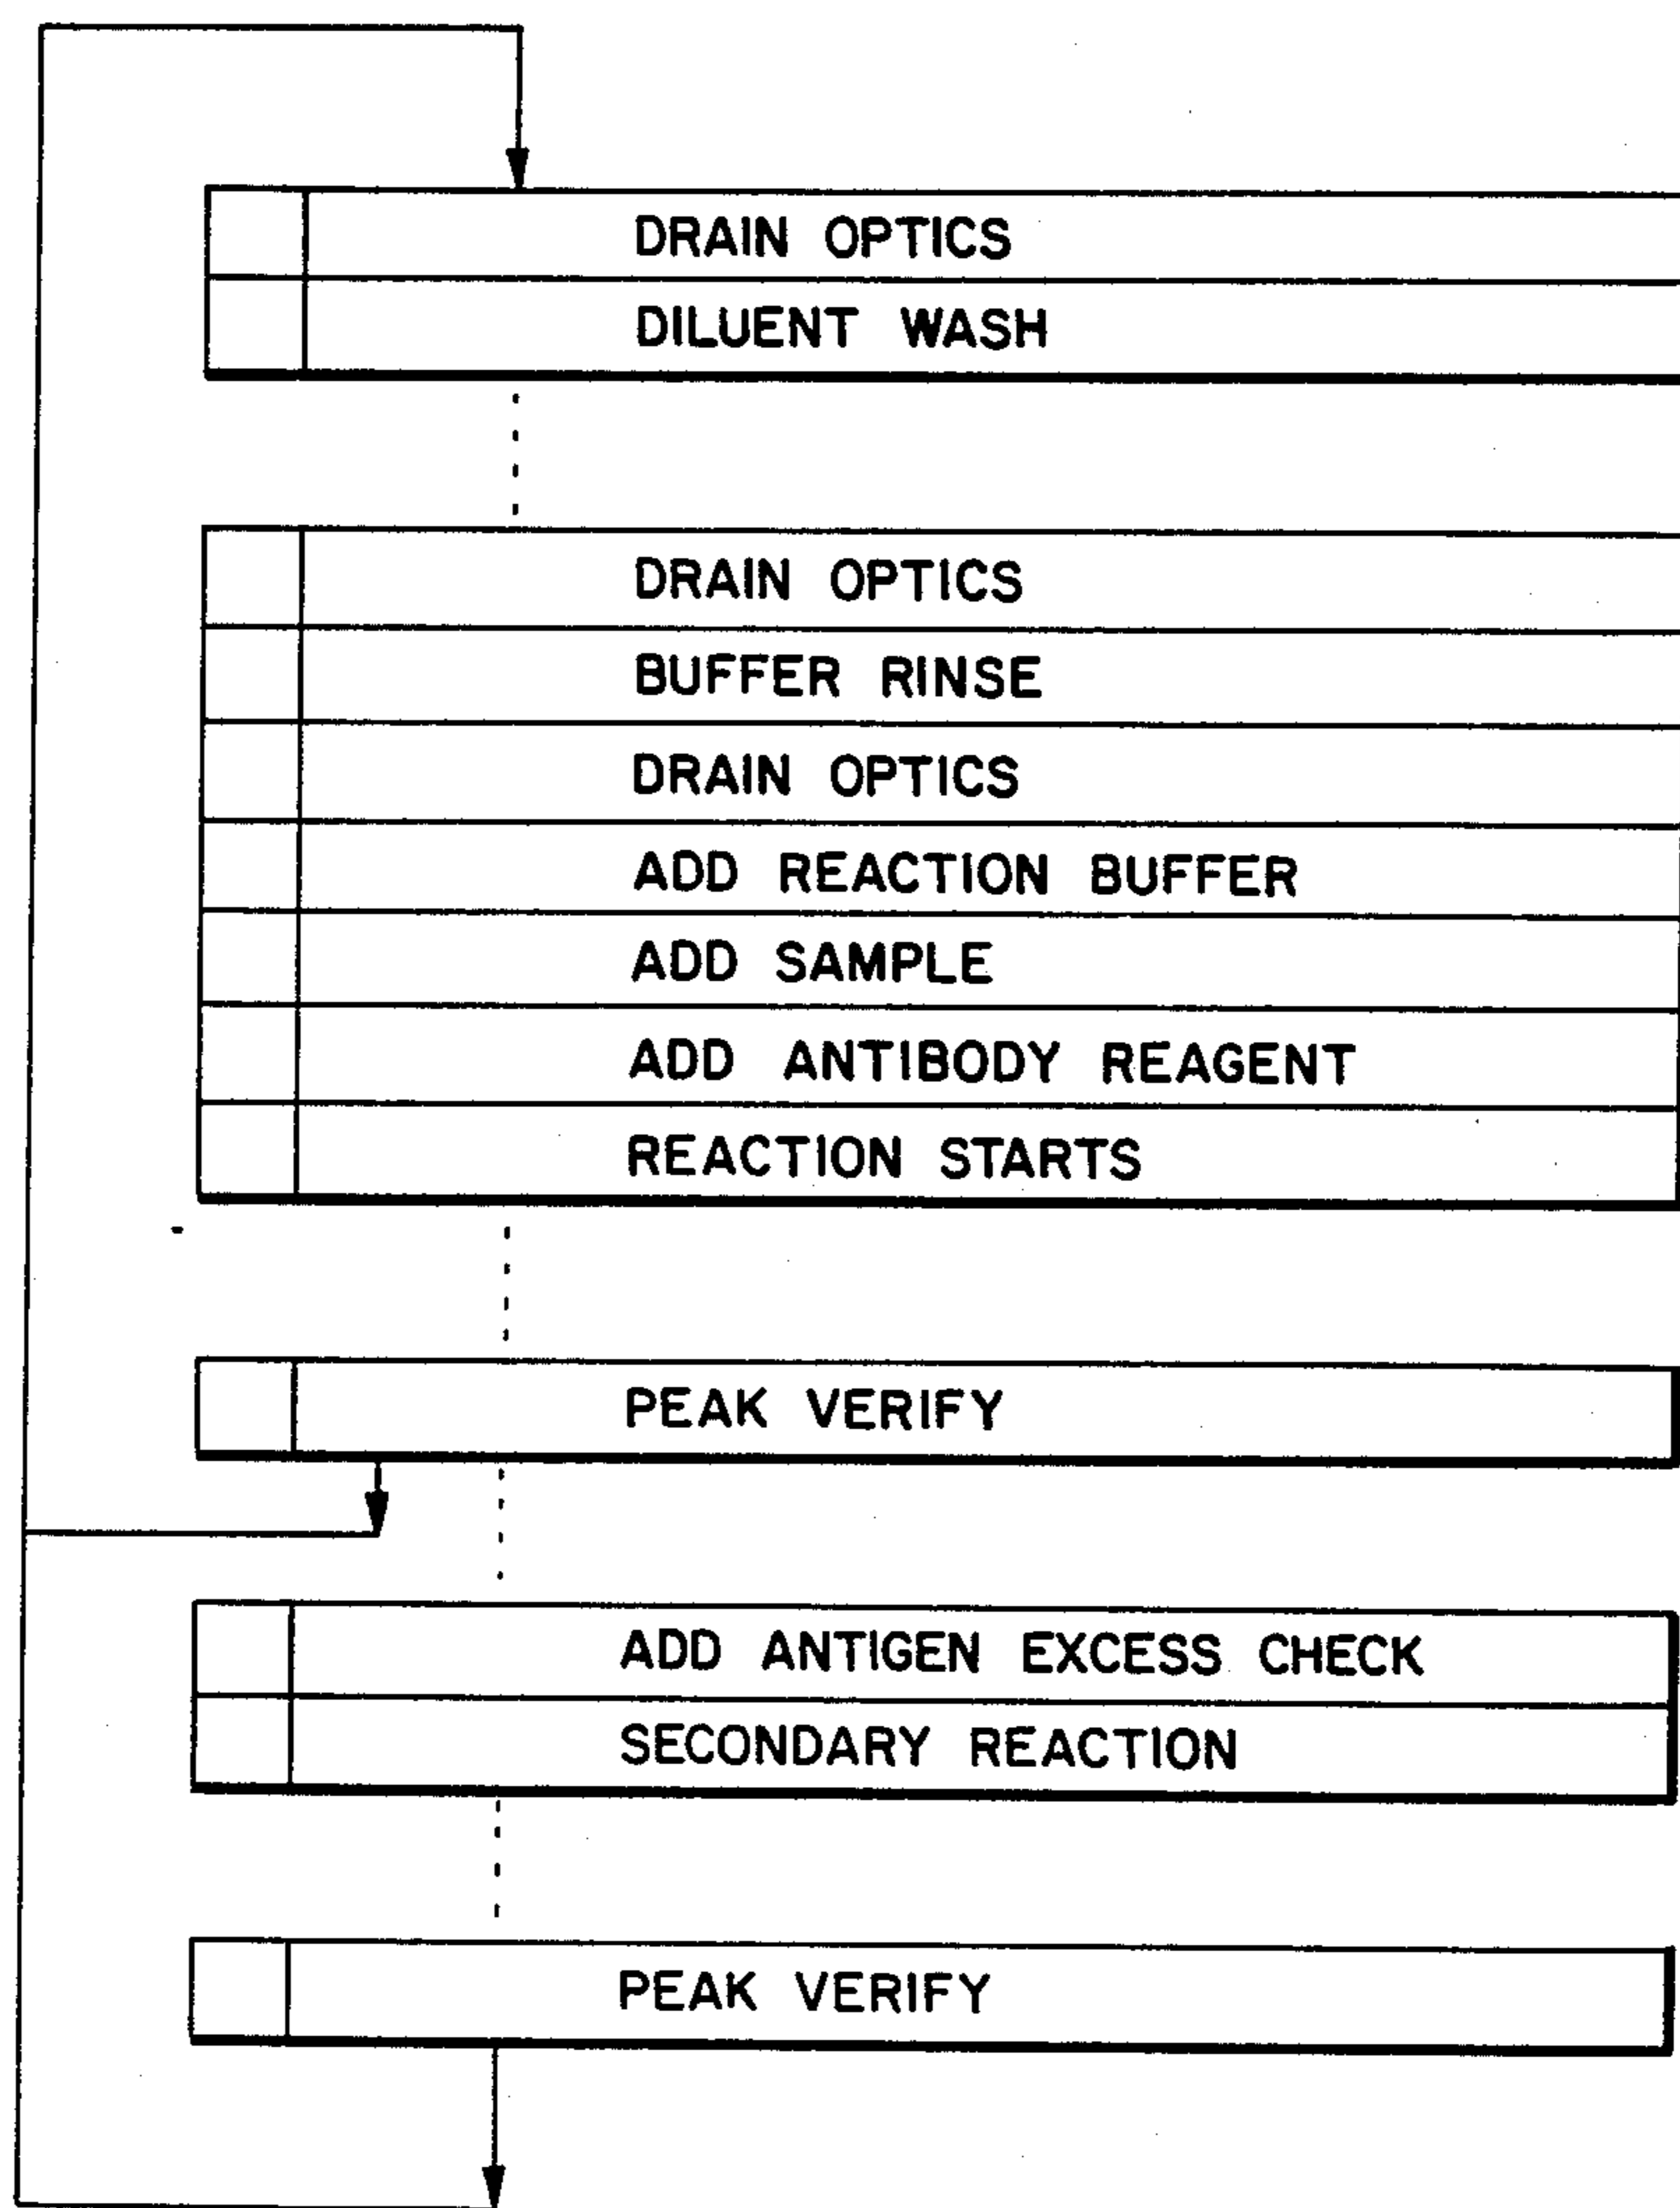 DRAIN OPTICS
DILUENT WASH
DRAIN OPTICS
BUFFER RINSE
DRAIN OPTICS
ADD REACTION BUFFER
ADD SAMPLE
ADD ANTIBODY REAGENT
REACTION STARTS
PEAK VERIFY
ADD ANTIGEN EXCESS CHECK
SECONDARY REACTION
PEAK VERIFY